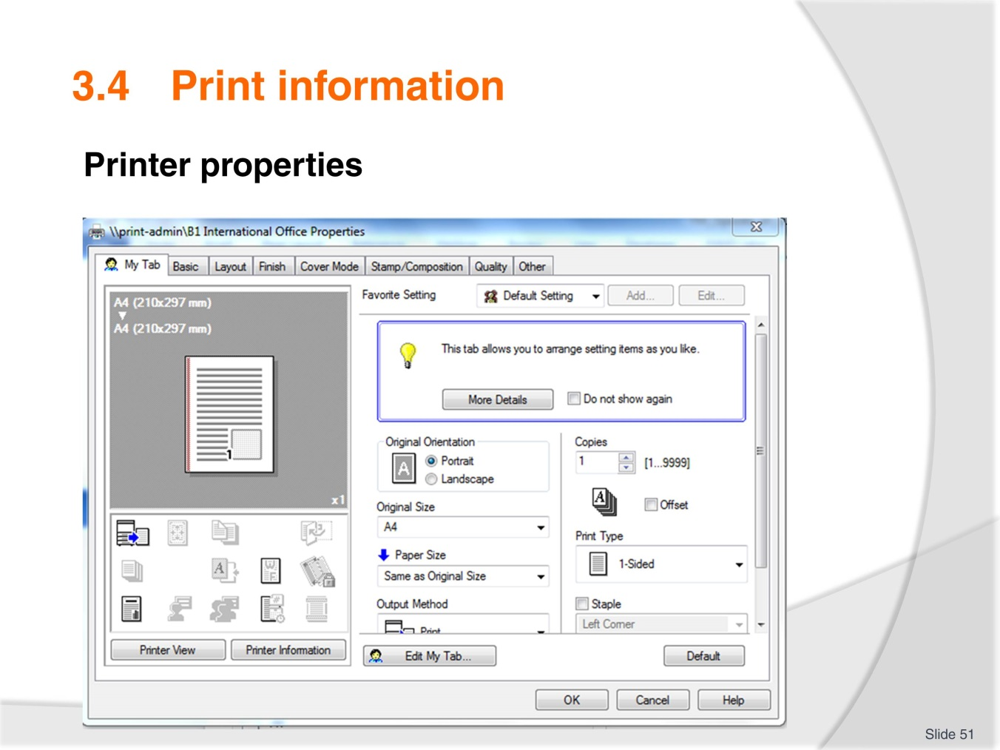 3.4 Print information
Printer properties
\\print-admin\B1 International Office Properties
My Tab Basic Layout Finish Cover Mode Stamp/Composition Quality Other
A4 (210x297 mm)
A4 (210x297 mm)
1
x1
Printer View Printer Information
Favorite Setting Default Setting Add... Edit...
This tab allows you to arrange setting items as you like.
More Details Do not show again
Original Orientation
A
Portrait
Landscape
Original Size
A4
Paper Size
Same as Original Size
Output Method
Print
Copies
1 [1...9999]
A
Offset
Print Type
1-Sided
Staple
Left Corner
Edit My Tab... Default
OK Cancel Help
Slide 51